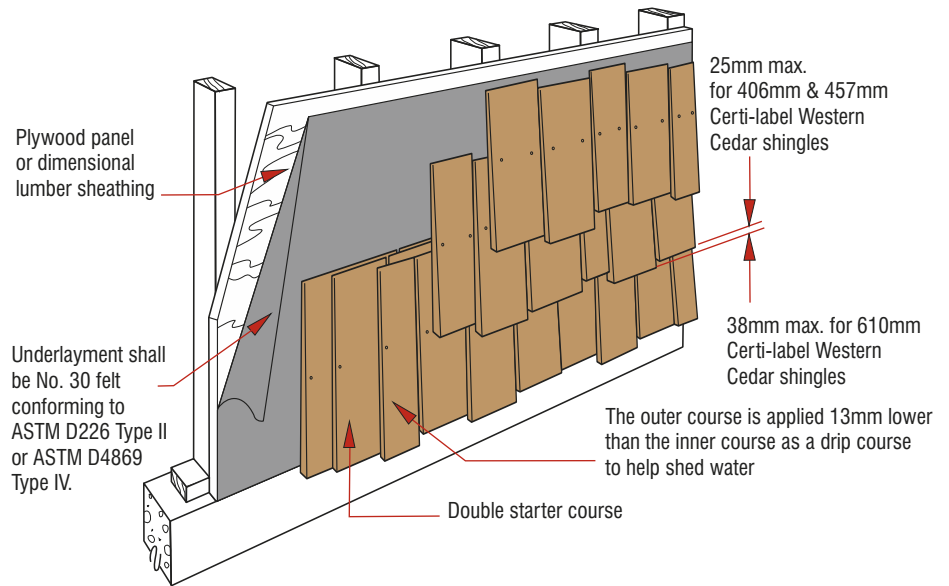 25mm max.
for 406mm & 457mm
Certi-label Western
Cedar shingles
Plywood panel
or dimensional
lumber sheathing
38mm max. for 610mm
Certi-label Western
Cedar shingles
Underlayment shall
be No. 30 felt
conforming to
ASTM D226 Type II
or ASTM D4869
Type IV.
The outer course is applied 13mm lower
than the inner course as a drip course
to help shed water
Double starter course